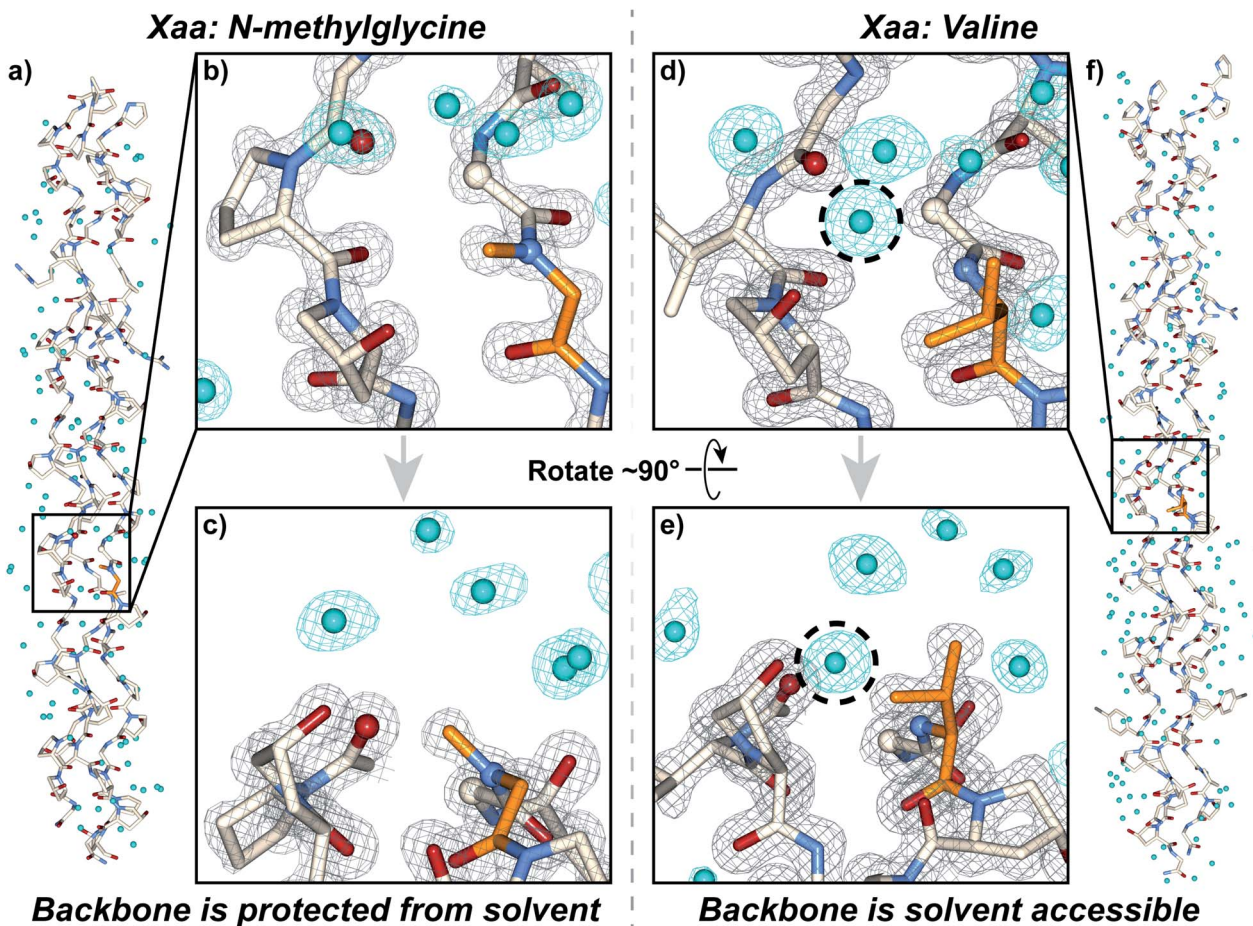 Xaa: N-methylglycine
Xaa: Valine
a)
b)
d)
f)
Rotate ~90°
c)
e)
Backbone is protected from solvent
Backbone is solvent accessible